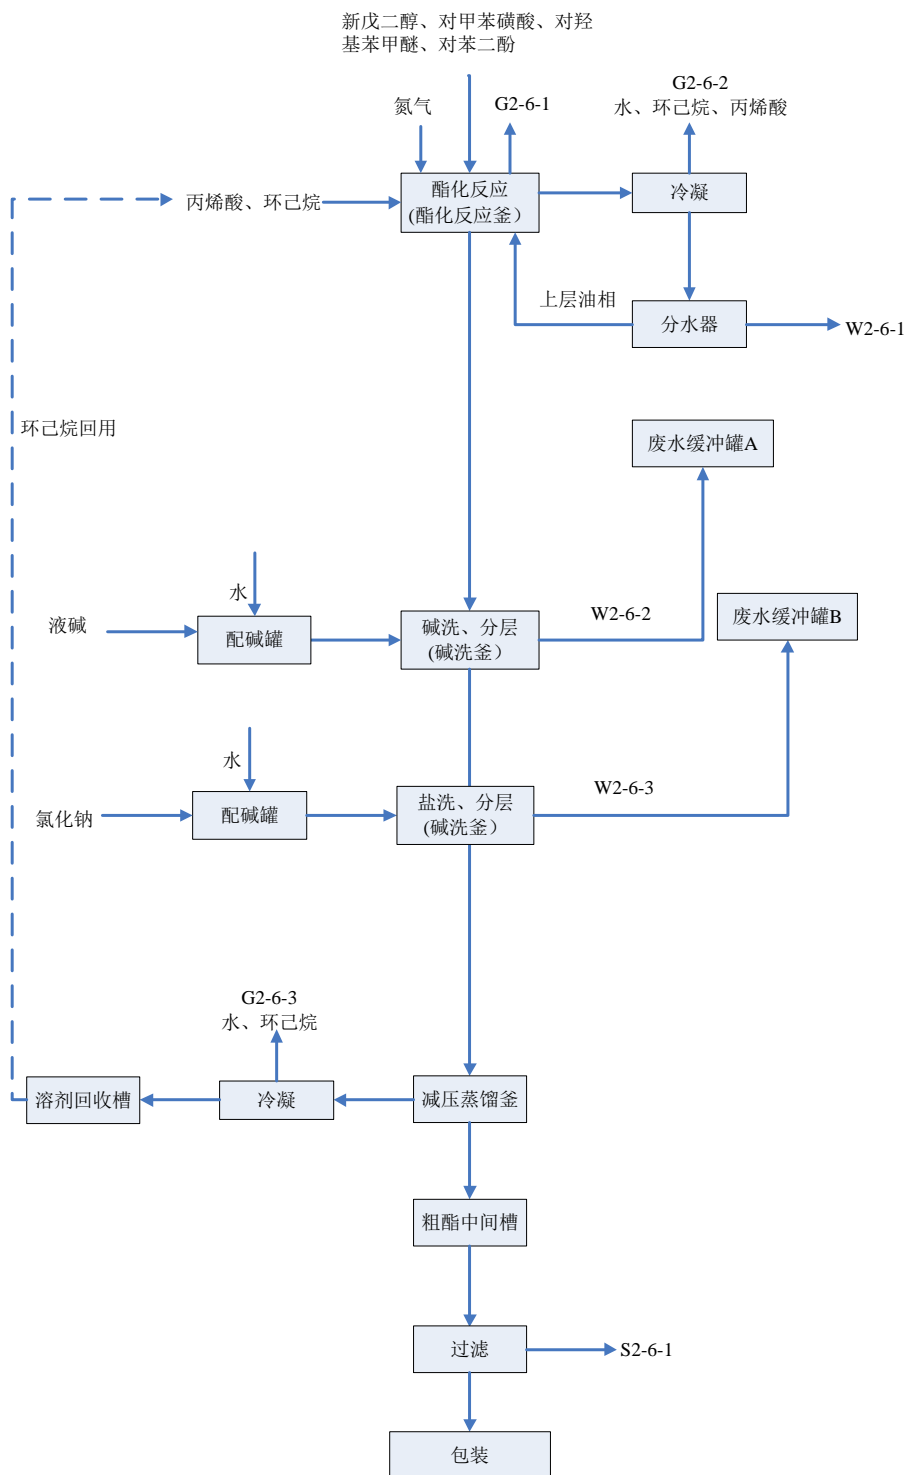 新戊二醇、对甲苯磺酸、对羟
基苯甲醚、对苯二酚
G2-6-2
水、环己烷、丙烯酸
氮气
G2-6-1
丙烯酸、环己烷
酯化反应
(酯化反应釜）
冷凝
上层油相
分水器
W2-6-1
环己烷回用
废水缓冲罐A
水
液碱
配碱罐
碱洗、分层
(碱洗釜）
W2-6-2
废水缓冲罐B
水
氯化钠
配碱罐
盐洗、分层
(碱洗釜）
W2-6-3
G2-6-3
水、环己烷
溶剂回收槽
冷凝
减压蒸馏釜
粗酯中间槽
过滤
S2-6-1
包装